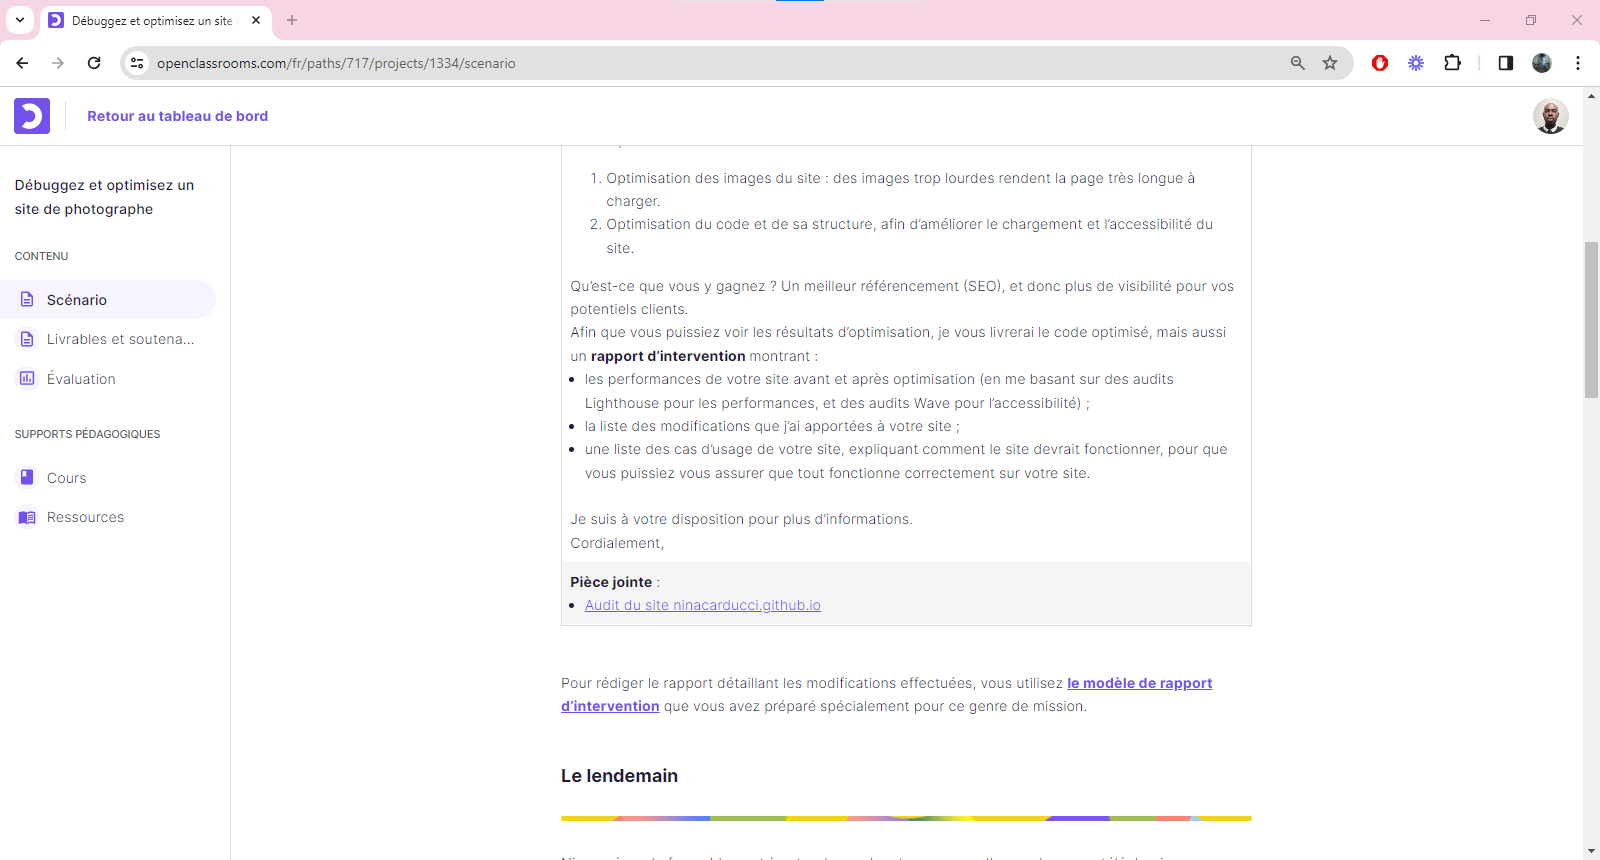 Débuggez et optimisez un site
openclassrooms.com/fr/paths/717/projects/1334/scenario
Retour au tableau de bord
Débuggez et optimisez un
site de photographe
CONTENU
Scénario
Livrables et soutena...
Évaluation
SUPPORTS PÉDAGOGIQUES
Cours
Ressources
1. Optimisation des images du site : des images trop lourdes rendent la page très longue à
charger.
2. Optimisation du code et de sa structure, afin d’améliorer le chargement et l’accessibilité du
site.
Qu’est-ce que vous y gagnez ? Un meilleur référencement (SEO), et donc plus de visibilité pour vos
potentiels clients.
Afin que vous puissiez voir les résultats d’optimisation, je vous livrerai le code optimisé, mais aussi
un rapport d’intervention montrant :
• les performances de votre site avant et après optimisation (en me basant sur des audits
Lighthouse pour les performances, et des audits Wave pour l’accessibilité) ;
• la liste des modifications que j’ai apportées à votre site ;
• une liste des cas d’usage de votre site, expliquant comment le site devrait fonctionner, pour que
vous puissiez vous assurer que tout fonctionne correctement sur votre site.
Je suis à votre disposition pour plus d’informations.
Cordialement,
Pièce jointe :
• Audit du site ninacarducci.github.io
Pour rédiger le rapport détaillant les modifications effectuées, vous utilisez le modèle de rapport
d’intervention que vous avez préparé spécialement pour ce genre de mission.
Le lendemain